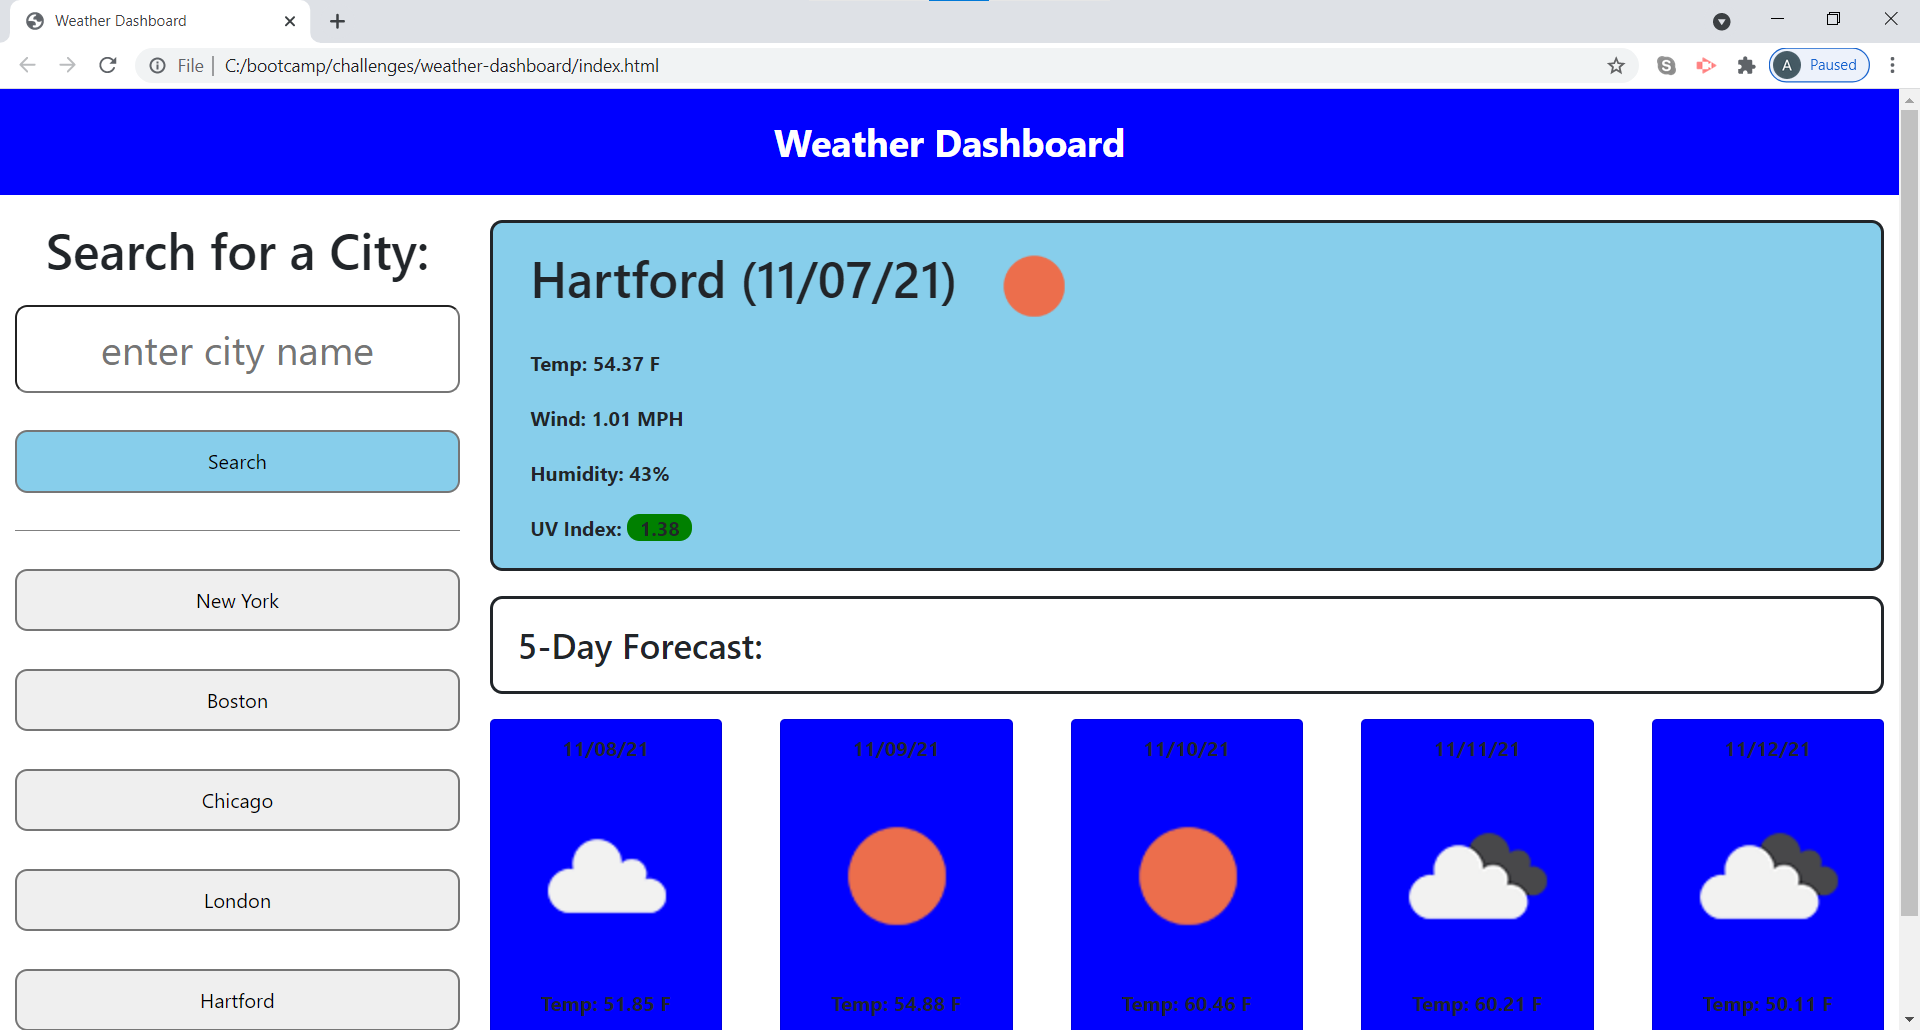 Weather Dashboard
File | C:/bootcamp/challenges/weather-dashboard/index.html
A Paused
Weather Dashboard
Search for a City:
enter city name
Search
New York
Boston
Chicago
London
Hartford
Hartford (11/07/21)
Temp: 54.37 F
Wind: 1.01 MPH
Humidity: 43%
UV Index: 1.38
5-Day Forecast:
11/08/21 11/09/21 11/10/21 11/11/21 11/12/21
Temp: 51.85 F Temp: 54.88 F Temp: 60.46 F Temp: 60.21 F Temp: 50.11 F